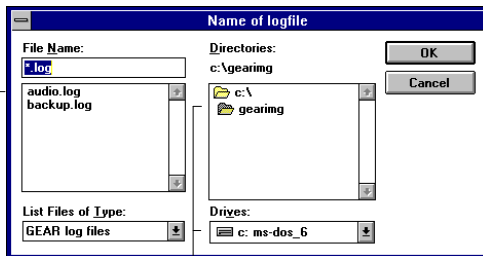 Name of logfile
File Name:
*.log
audio.log
backup.log
List Files of Type:
GEAR log files
Directories:
c:\gearimg
c:\
gearimg
Drives:
c: ms-dos_6
OK
Cancel